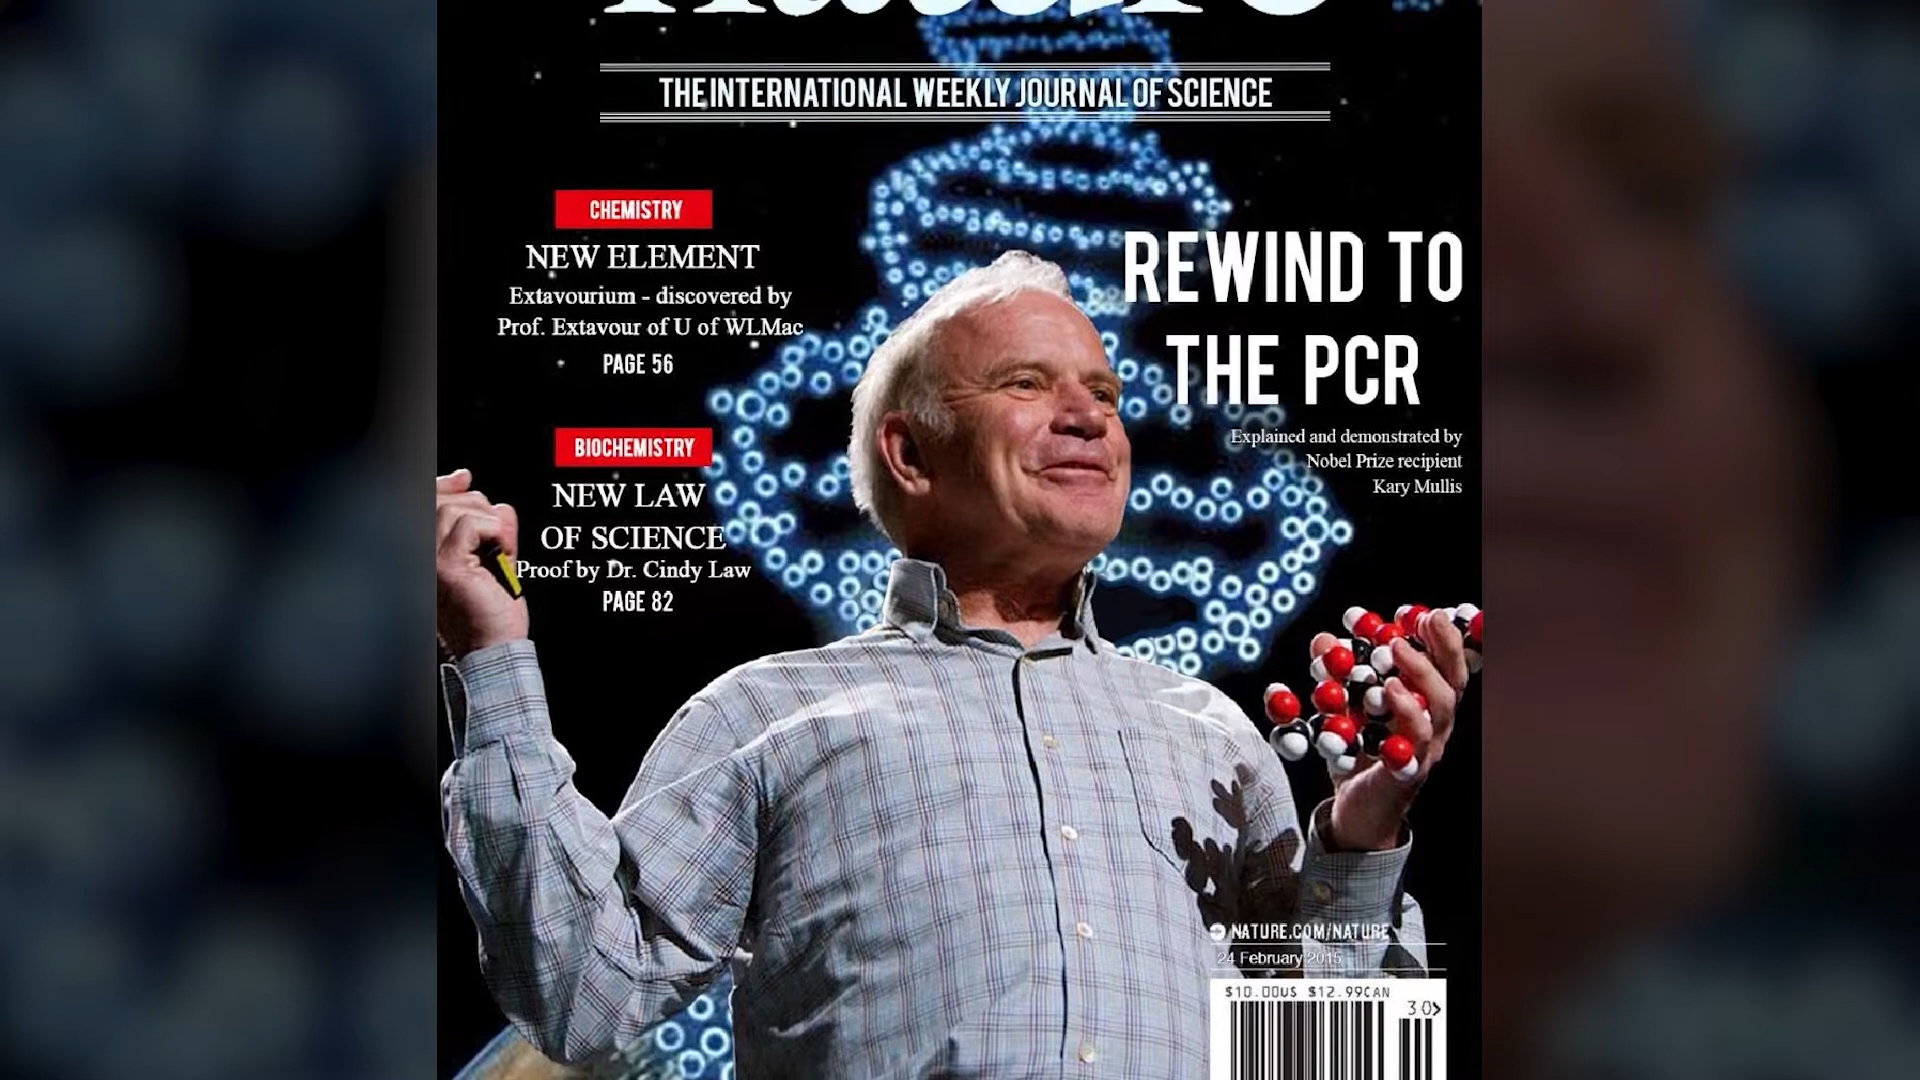 nature
THE INTERNATIONAL WEEKLY JOURNAL OF SCIENCE
CHEMISTRY
NEW ELEMENT
Extavourium - discovered by
Prof. Extavour of U of WLMac
PAGE 56
BIOCHEMISTRY
NEW LAW
OF SCIENCE
Proof by Dr. Cindy Law
PAGE 82
REWIND TO
THE PCR
Explained and demonstrated by
Nobel Prize recipient
Kary Mullis
NATURE.COM/NATURE
24 February 2015
$10.00US $12.99CAN
30>